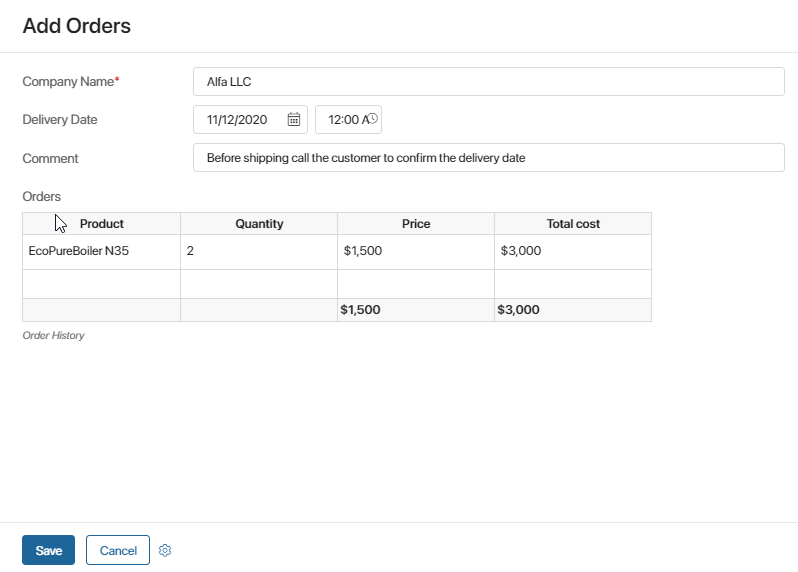 Add Orders
Company Name* Alfa LLC
Delivery Date 11/12/2020 12:00 A
Comment Before shipping call the customer to confirm the delivery date
Orders
Product Quantity Price Total cost
EcoPureBoiler N35 2 $1,500 $3,000
$1,500 $3,000
Order History
Save Cancel